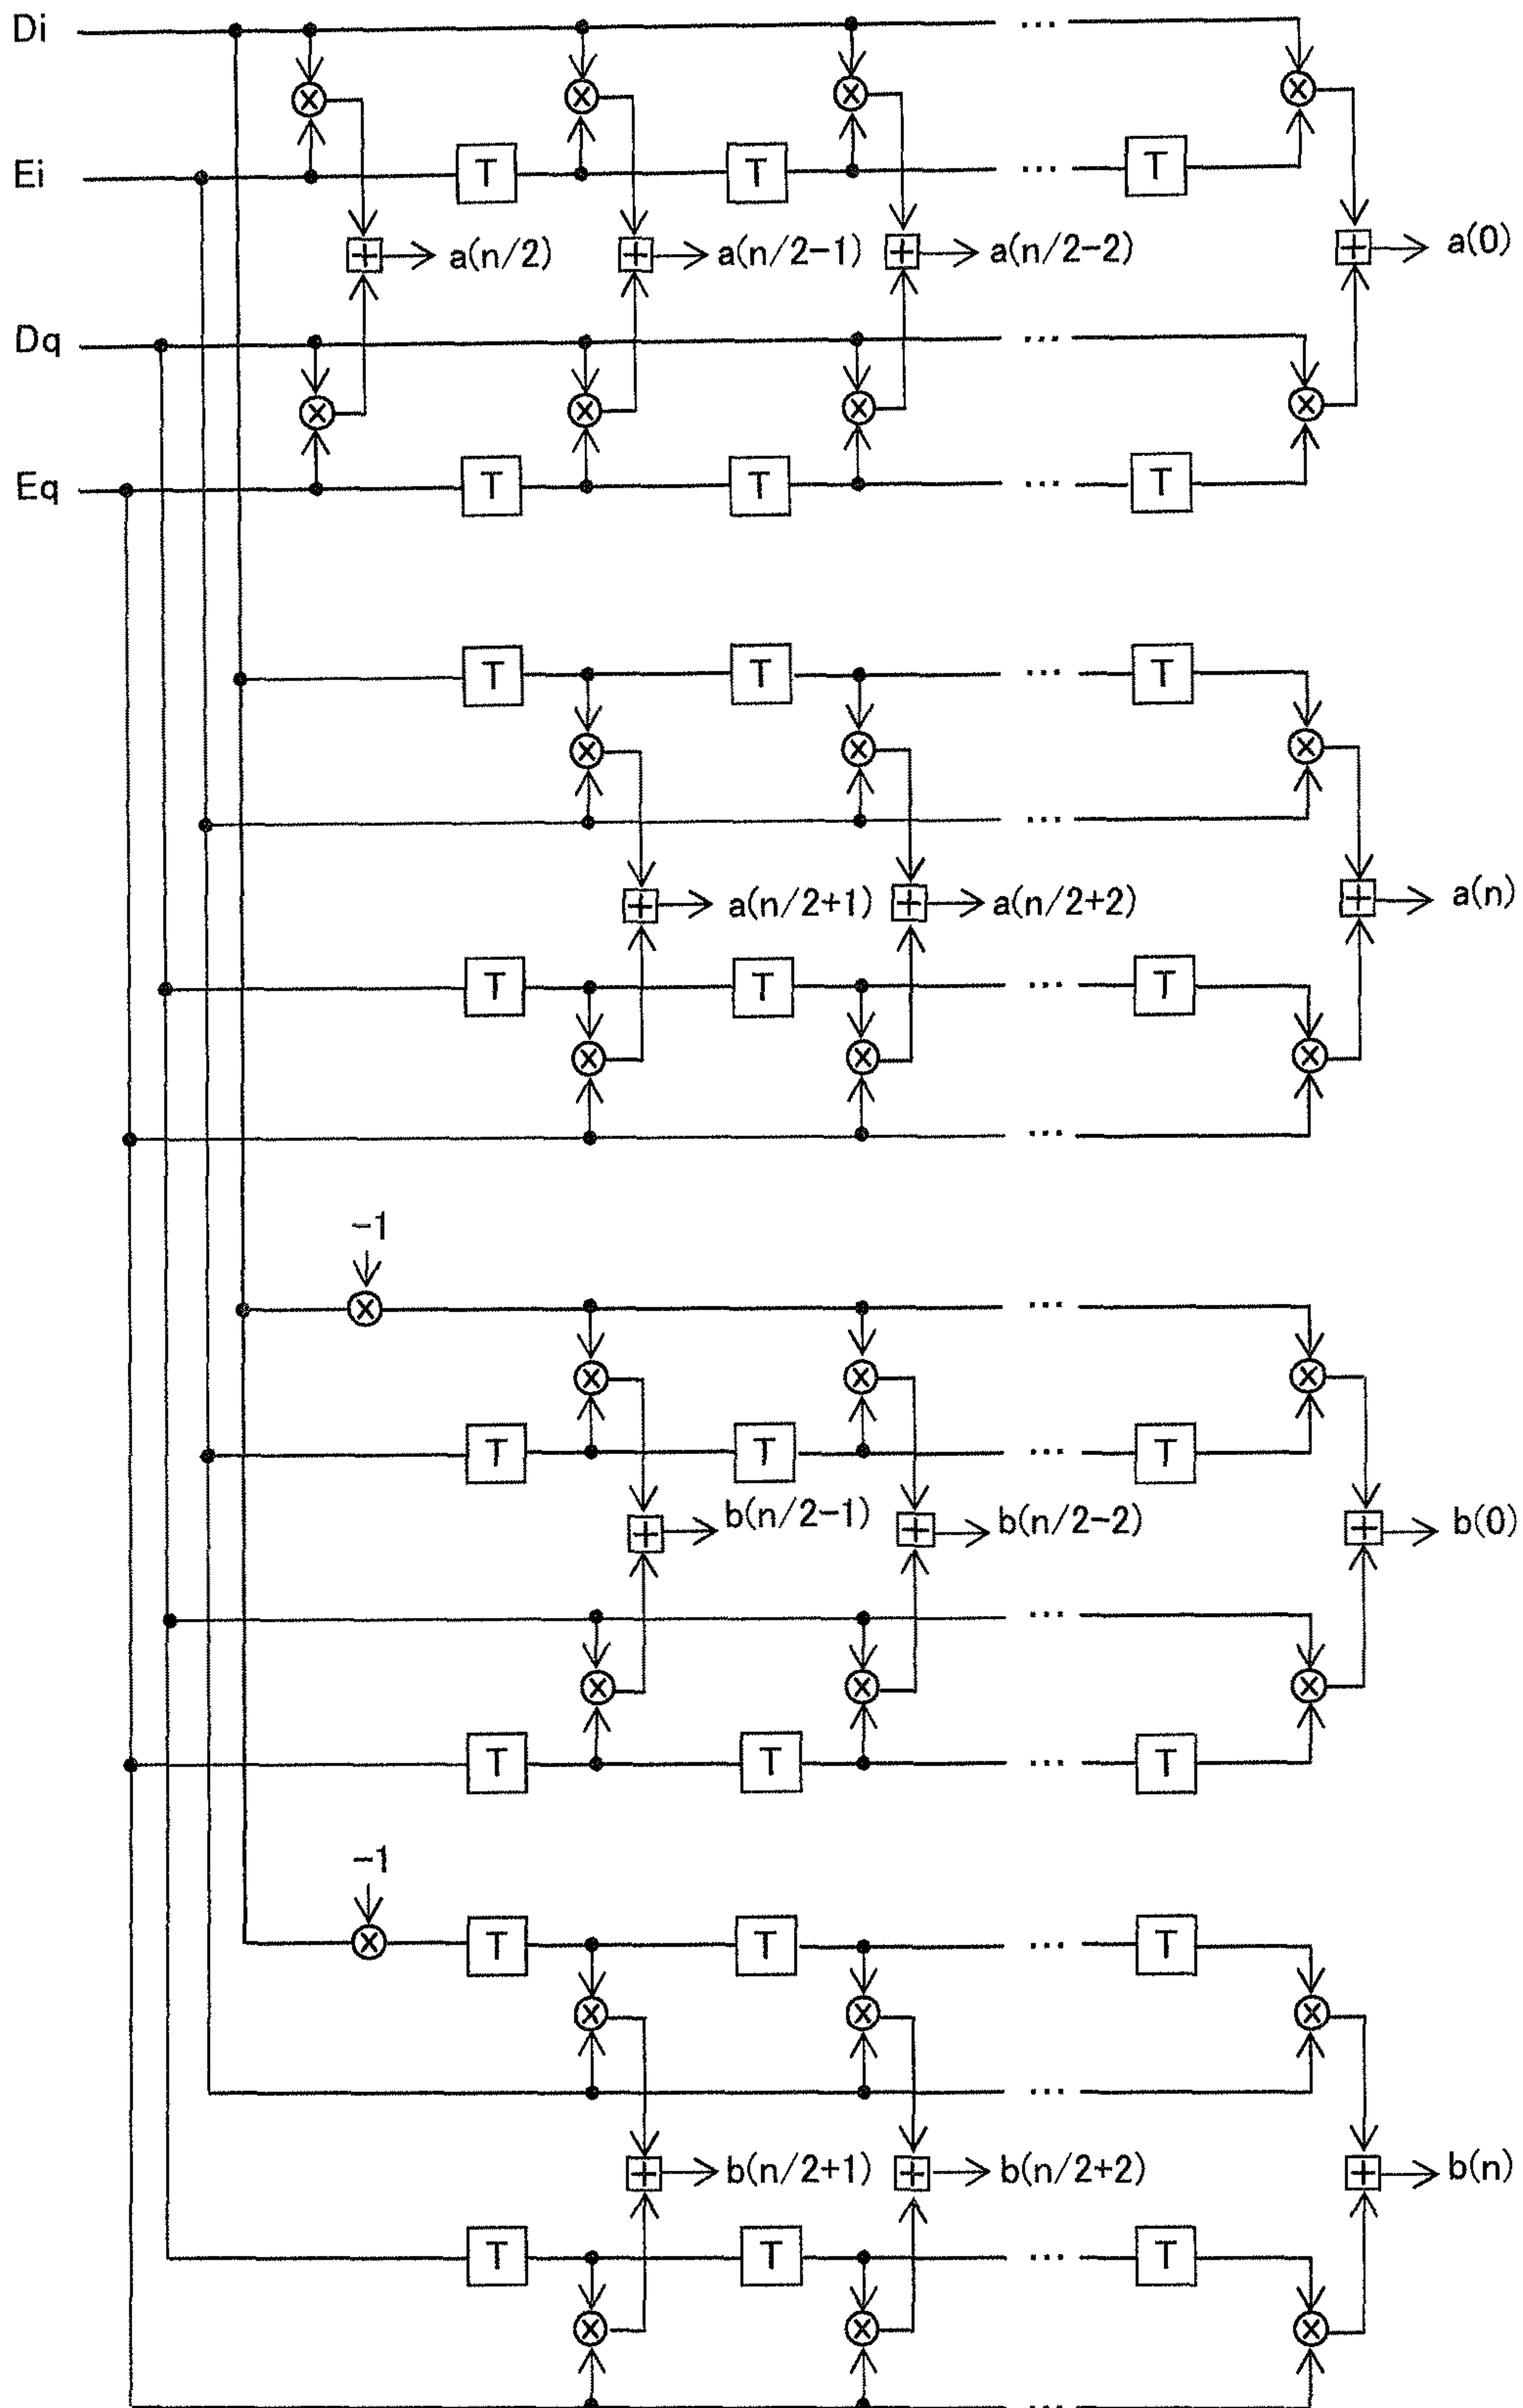 Di ...
Ei T T ... T
a(n/2) a(n/2-1) a(n/2-2) a(0)
Dq ...
Eq T T ... T
T T ... T
...
a(n/2+1) a(n/2+2) a(n)
T T ... T
...
-1
...
T T ... T
b(n/2-1) b(n/2-2) b(0)
...
T T ... T
-1
T T ... T
...
b(n/2+1) b(n/2+2) b(n)
T T ... T